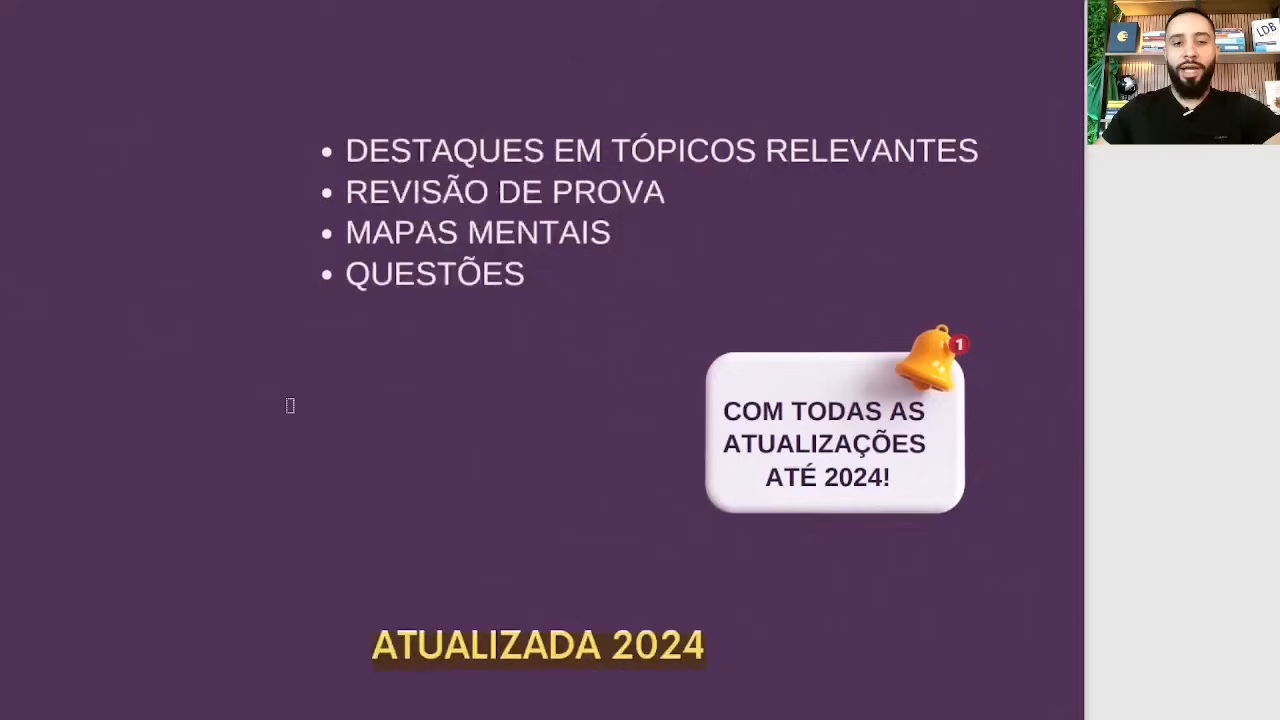 DESTAQUES EM TÓPICOS RELEVANTES
REVISÃO DE PROVA
MAPAS MENTAIS
QUESTÕES
1
COM TODAS AS
ATUALIZAÇÕES
ATÉ 2024!
ATUALIZADA 2024
LDB